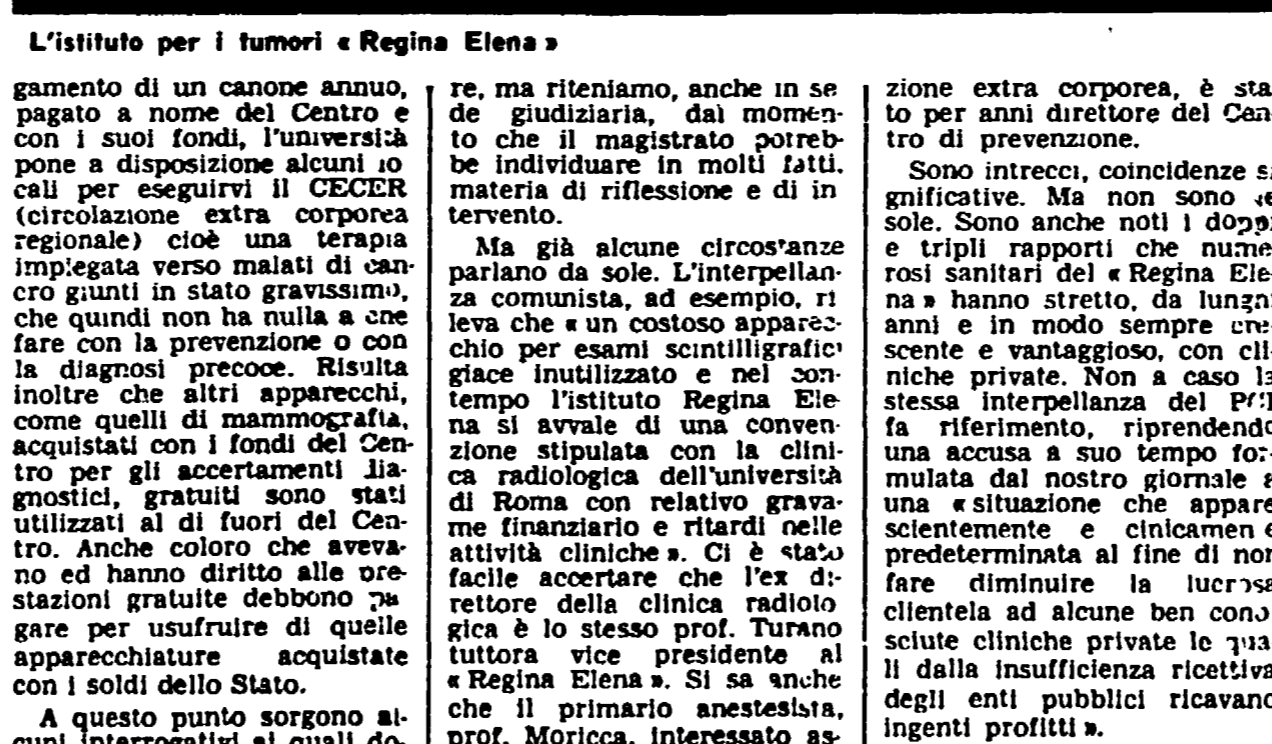 L'istituto per i tumori « Regina Elena »
gamento di un canone annuo,
pagato a nome del Centro e
con i suoi fondi, l'università
pone a disposizione alcuni lo
cali per eseguirvi il CECER
(circolazione extra corporea
regionale) cioè una terapia
impiegata verso malati di can-
cro giunti in stato gravissimo,
che quindi non ha nulla a che
fare con la prevenzione o con
la diagnosi precoce. Risulta
inoltre che altri apparecchi,
come quelli di mammografia,
acquistati con i fondi del Cen-
tro per gli accertamenti dia-
gnostici, gratuiti sono stati
utilizzati al di fuori del Cen-
tro. Anche coloro che aveva-
no ed hanno diritto alle pre-
stazioni gratuite debbono pa
gare per usufruire di quelle
apparecchiature acquistate
con i soldi dello Stato.
A questo punto sorgono al-
cuni interrogativi ai quali do-
re, ma riteniamo, anche in se
de giudiziaria, dal momen-
to che il magistrato potreb-
be individuare in molti fatti.
materia di riflessione e di in
tervento.
Ma già alcune circostanze
parlano da sole. L'interpellan-
za comunista, ad esempio, ri
leva che « un costoso apparec-
chio per esami scintilligrafici
giace inutilizzato e nel con-
tempo l'istituto Regina Ele-
na si avvale di una conven-
zione stipulata con la clini-
ca radiologica dell'università
di Roma con relativo grava-
me finanziario e ritardi nelle
attività cliniche ». Ci è stato
facile accertare che l'ex di-
rettore della clinica radiolo
gica è lo stesso prof. Turano
tuttora vice presidente al
« Regina Elena ». Si sa anche
che il primario anestesista,
prof. Moricca, interessato as-
zione extra corporea, è sta
to per anni direttore del Cen-
tro di prevenzione.
Sono intrecci, coincidenze si
gnificative. Ma non sono le
sole. Sono anche noti i doppi
e tripli rapporti che nume-
rosi sanitari del « Regina Ele-
na » hanno stretto, da lunghi
anni e in modo sempre cre-
scente e vantaggioso, con cli-
niche private. Non a caso la
stessa interpellanza del PCI
fa riferimento, riprendendo
una accusa a suo tempo for-
mulata dal nostro giornale a
una « situazione che appare
scientemente e cinicamente
predeterminata al fine di non
fare diminuire la lucrosa
clientela ad alcune ben cono-
sciute cliniche private le qua-
li dalla insufficienza ricettiva
degli enti pubblici ricavano
ingenti profitti ».